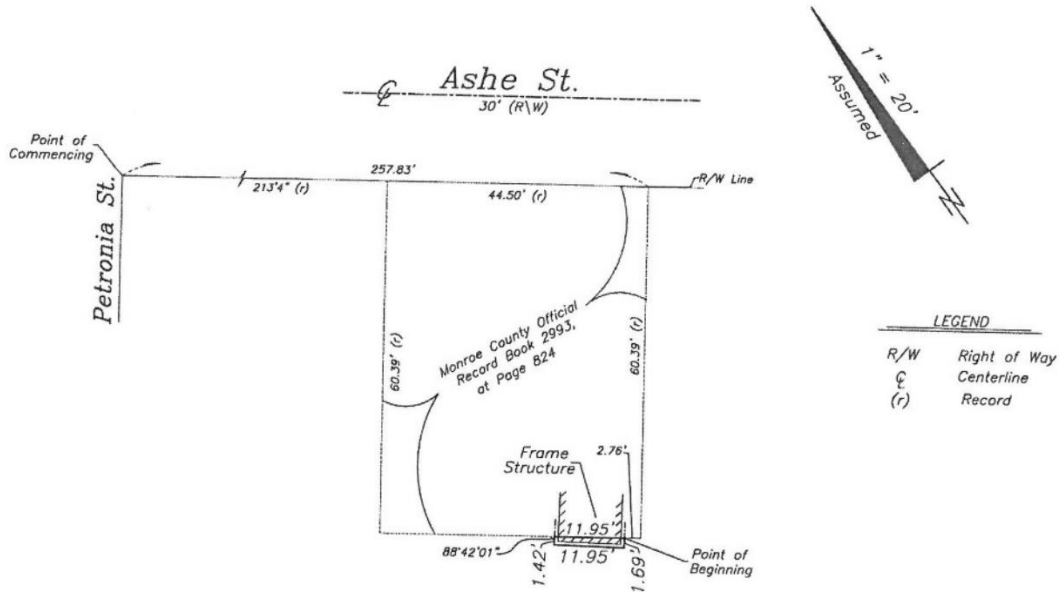 Ashe St.
℄
30' (R\W)
1" = 20'
Assumed
N
Point of
Commencing
257.83'
213'4" (r)
44.50' (r)
R/W Line
Petronia St.
60.39' (r)
Monroe County Official
Record Book 2993,
at Page 824
60.39' (r)
LEGEND
R/W Right of Way
℄ Centerline
(r) Record
Frame
Structure
2.76'
11.95'
88°42'01"
1.42'
11.95'
1.69'
Point of
Beginning